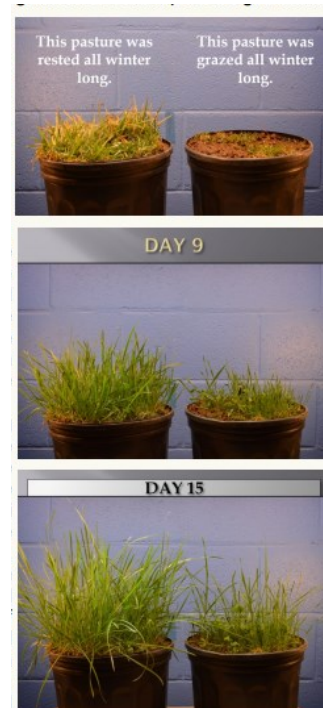 This pasture was
rested all winter
long.
This pasture was
grazed all winter
long.
DAY 9
DAY 15